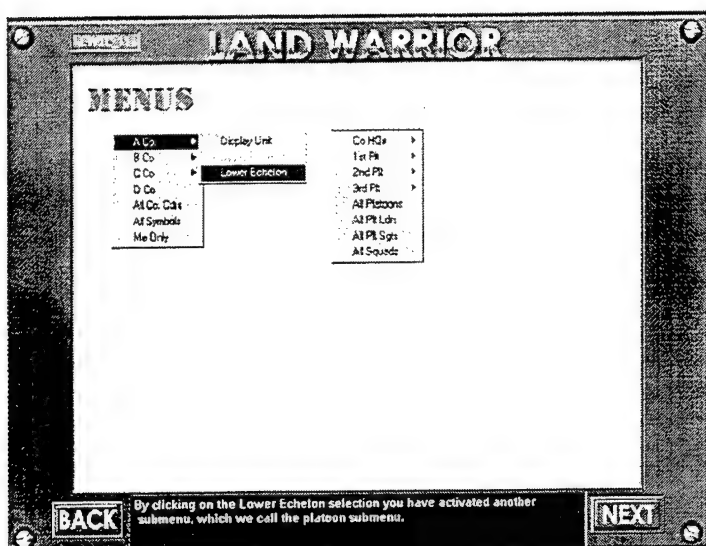 LAND WARRIOR
MENUS
A Co.
B Co
C Co
D Co
All Co. Cdrs
All Symbols
Me Only
Display Unit
Lower Echelon
Co HQs
1st Plt
2nd Plt
3rd Plt
All Platoons
All Plt Ldrs
All Plt Sgts
All Squads
BACK
By clicking on the Lower Echelon selection you have activated another
submenu, which we call the platoon submenu.
NEXT